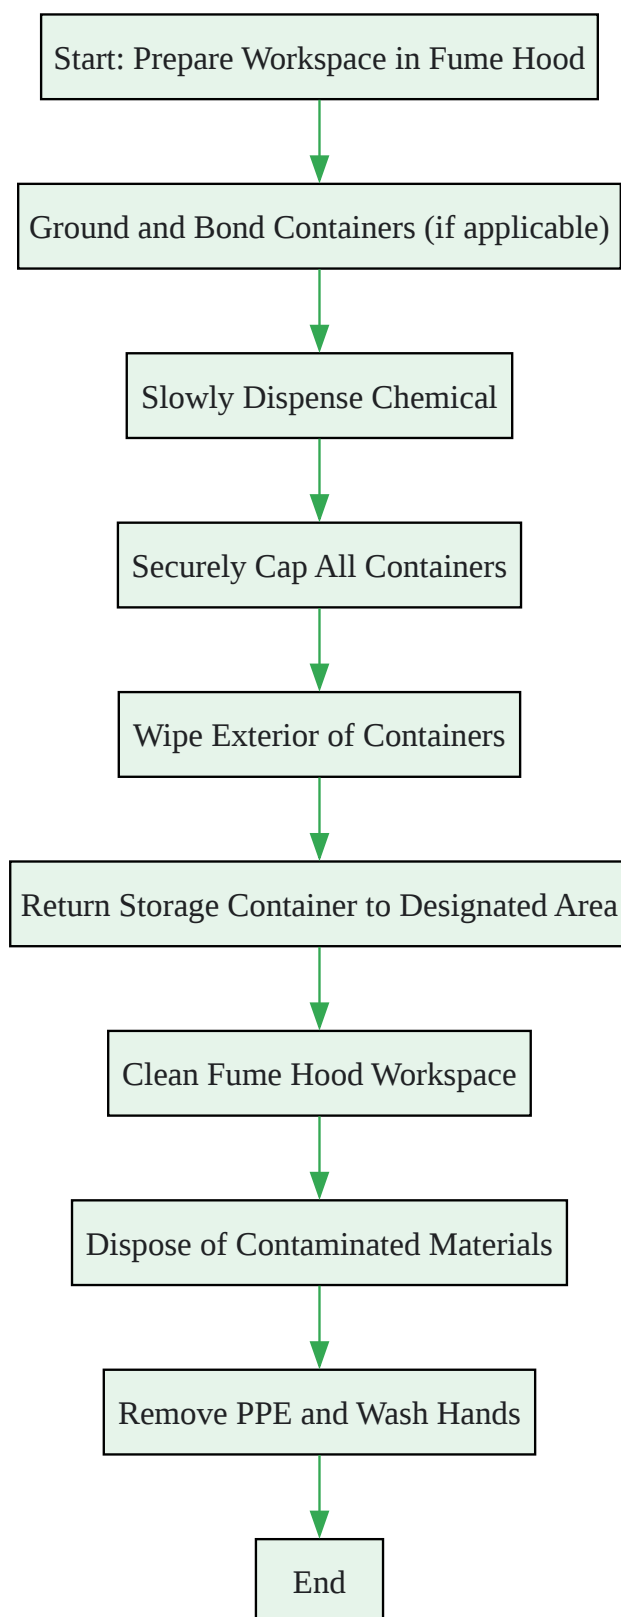 Start: Prepare Workspace in Fume Hood
Ground and Bond Containers (if applicable)
Slowly Dispense Chemical
Securely Cap All Containers
Wipe Exterior of Containers
Return Storage Container to Designated Area
Clean Fume Hood Workspace
Dispose of Contaminated Materials
Remove PPE and Wash Hands
End